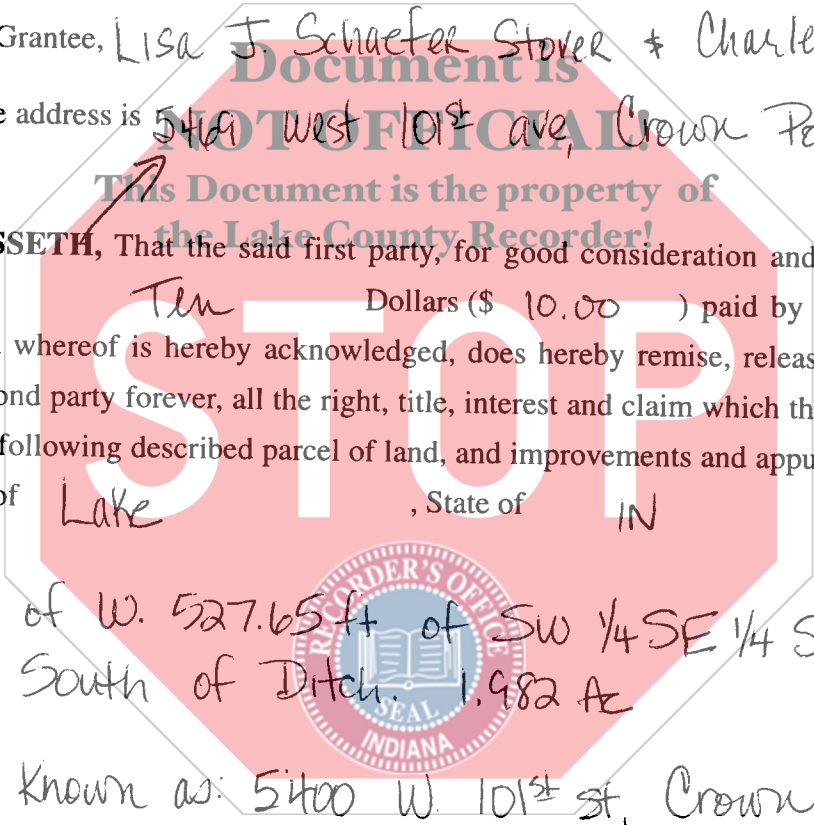 Grantee, Lisa J. Schaefer Stover & Charle
Document is
e address is 5469 west 101st ave, Crown Po
NOT OFFICIAL!
This Document is the property of
the Lake County Recorder!
SSETH, That the said first party, for good consideration and
Ten Dollars ($ 10.00 ) paid by
whereof is hereby acknowledged, does hereby remise, releas
ond party forever, all the right, title, interest and claim which th
following described parcel of land, and improvements and appu
of Lake , State of IN
STOP
of W. 527.65 ft of SW 1/4 SE 1/4 S
South of Ditch. 1.982 Ac
RECORDER'S OFFICE
SEAL
INDIANA
Known as: 5400 W. 101st st, Crown